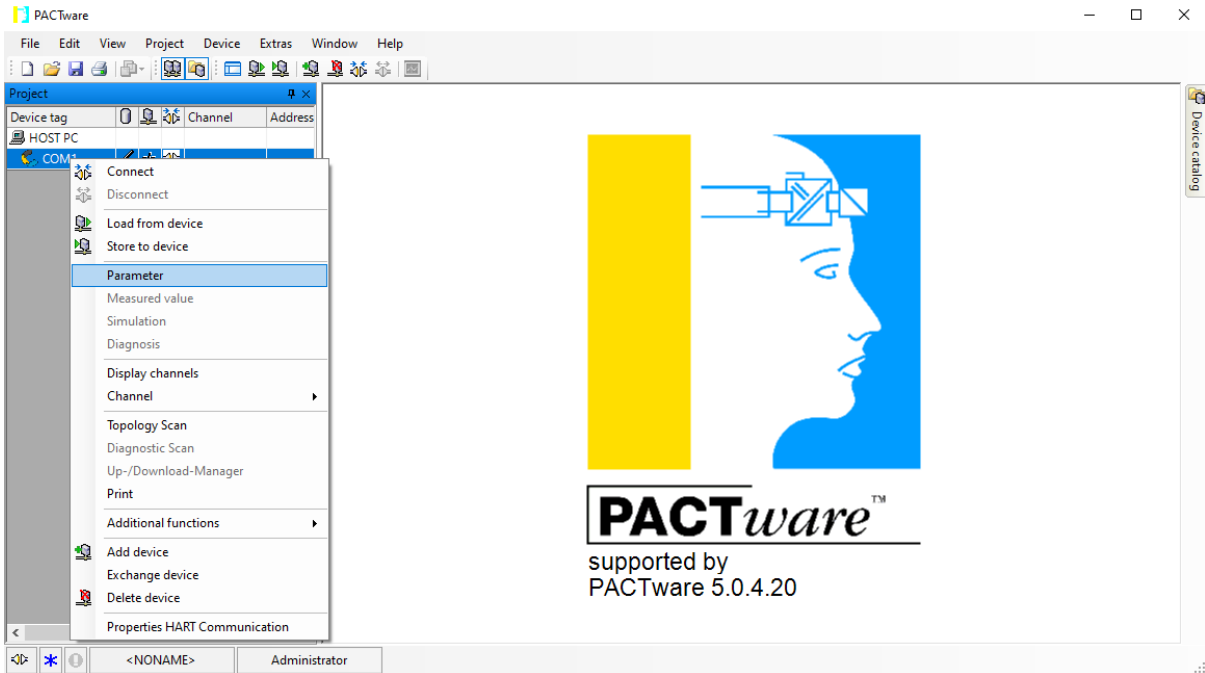 PACTware
File Edit View Project Device Extras Window Help
Project
Device tag Channel Address
HOST PC
COM1
Connect
Disconnect
Load from device
Store to device
Parameter
Measured value
Simulation
Diagnosis
Display channels
Channel
Topology Scan
Diagnostic Scan
Up-/Download-Manager
Print
Additional functions
Add device
Exchange device
Delete device
Properties HART Communication
PACTware™
supported by
PACTware 5.0.4.20
Device catalog
<NONAME> Administrator